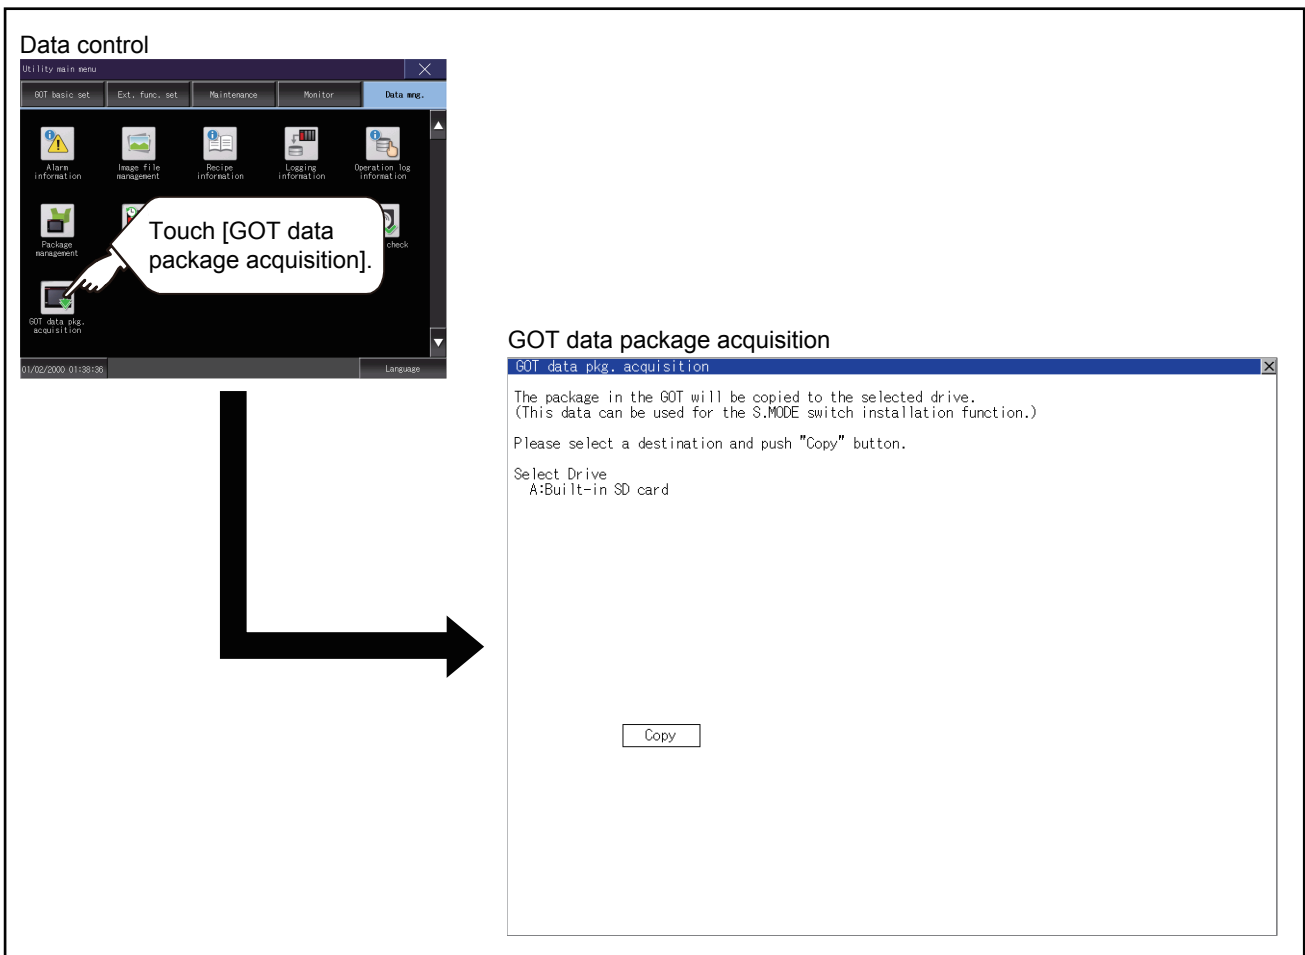 Data control
Utility main menu
GOT basic set
Ext. func. set
Maintenance
Monitor
Data mng.
Alarm
information
Image file
management
Recipe
information
Logging
information
Operation log
information
Package
management
check
Touch [GOT data
package acquisition].
GOT data pkg.
acquisition
01/02/2000 01:38:36
Language
GOT data package acquisition
GOT data pkg. acquisition
The package in the GOT will be copied to the selected drive.
(This data can be used for the S.MODE switch installation function.)
Please select a destination and push "Copy" button.
Select Drive
A:Built-in SD card
Copy